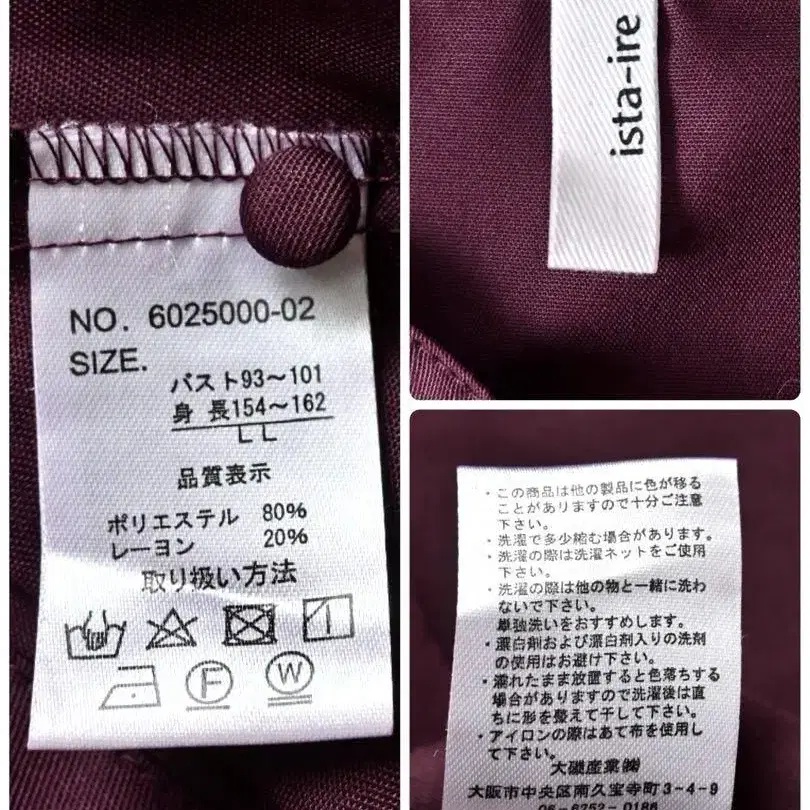 NO. 6025000-02
SIZE.
バスト93～101
身 長154～162
LL
品質表示
ポリエステル 80%
レーヨン 20%
取り扱い方法
F
W
ista-ire
・この商品は他の製品に色が移る
ことがありますので十分ご注意
下さい。
・洗濯で多少縮む場合があります。
・洗濯の際は洗濯ネットをご使用
下さい。
・洗濯の際は他の物と一緒に洗わ
ないで下さい。
単独洗いをおすすめします。
・漂白剤および漂白剤入りの洗剤
の使用はお避け下さい。
・濡れたまま放置すると色落ちする
場合がありますので洗濯後は直
ちに形を整えて干して下さい。
・アイロンの際はあて布を使用し
て下さい。
大磯産業㈱
大阪市中央区南久宝寺町3-4-9
06-6252-0186